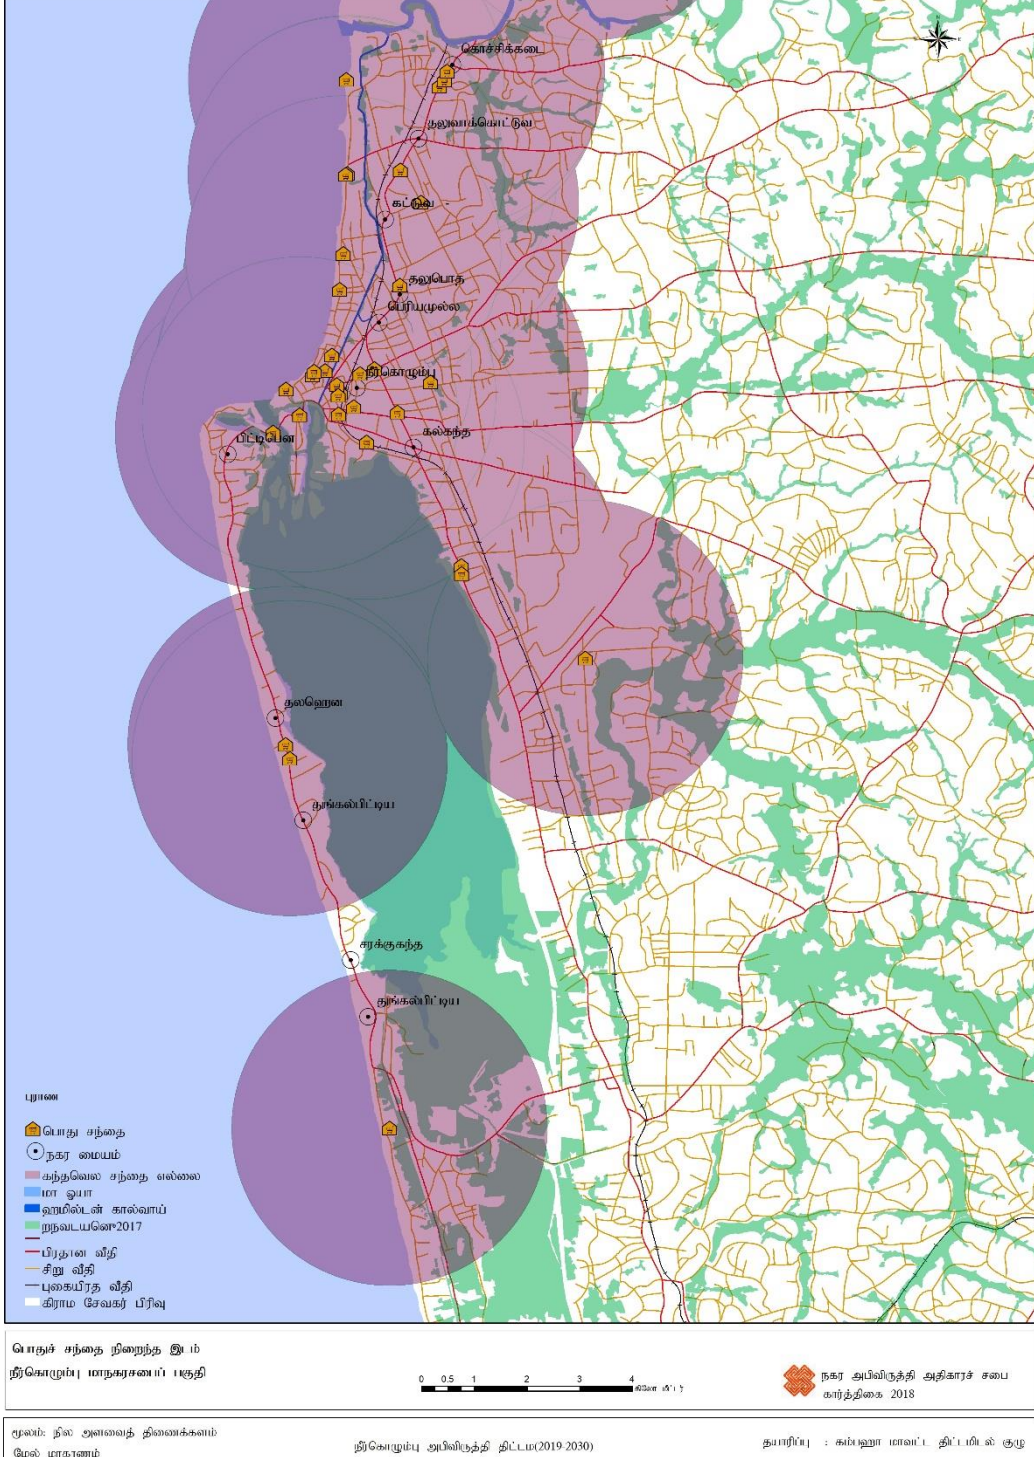 கொச்சிக்கடை
தலுவாக்கொட்டுவ
கட்டுவ
தலுபொத
பெரியமுல்ல
நீர்கொழும்பு
கல்கந்த
பிட்டிபன
தலஹென
துங்கல்பிட்டிய
சரக்குகந்த
துங்கல்பிட்டிய
புராண
பொது சந்தை
நகர மையம்
கந்தவெல சந்தை எல்லை
மா ஓயா
ஹமில்டன் கால்வாய்
பிரதான வீதி
சிறு வீதி
புகையிரத வீதி
கிராம சேவகர் பிரிவு
பொதுச் சந்தை நிறைந்த இடம்
நீர்கொழும்பு மாநகரசபைப் பகுதி
0 0.5 1 2 3 4
நகர அபிவிருத்தி அதிகாரச் சபை
கார்த்திகை 2018
மூலம்: நில அளவைத் திணைக்களம்
மேல் மாகாணம்
நீர்கொழும்பு அபிவிருத்தி திட்டம(2019-2030)
தயாரிப்பு : கம்பஹா மாவட்ட திட்டமிடல் குழு